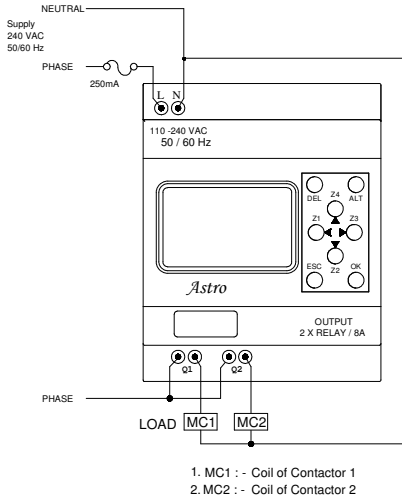 NEUTRAL
Supply
240 VAC
50/60 Hz
PHASE
250mA
L N
110 -240 VAC
50 / 60 Hz
DEL Z4 ALT
Z1 Z3
ESC Z2 OK
Astro
OUTPUT
2 X RELAY / 8A
Q1 Q2
PHASE
LOAD MC1 MC2
1. MC1 : - Coil of Contactor 1
2. MC2 : - Coil of Contactor 2